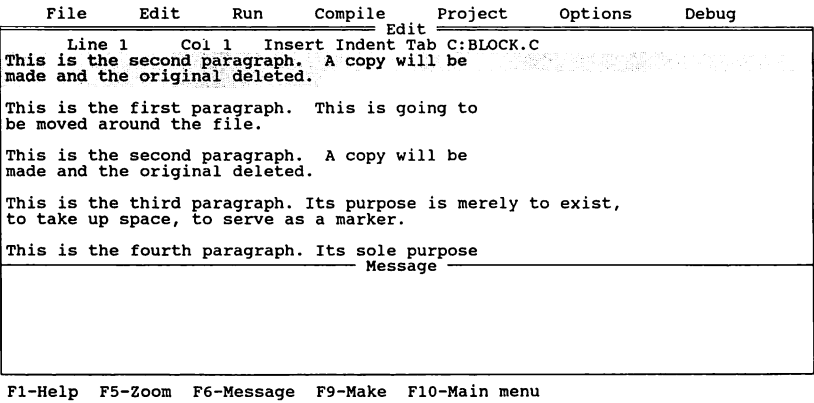 File Edit Run Compile Project Options Debug
Edit
Line 1 Col 1 Insert Indent Tab C:BLOCK.C
This is the second paragraph. A copy will be
made and the original deleted.
This is the first paragraph. This is going to
be moved around the file.
This is the second paragraph. A copy will be
made and the original deleted.
This is the third paragraph. Its purpose is merely to exist,
to take up space, to serve as a marker.
This is the fourth paragraph. Its sole purpose
Message
F1-Help F5-Zoom F6-Message F9-Make F10-Main menu